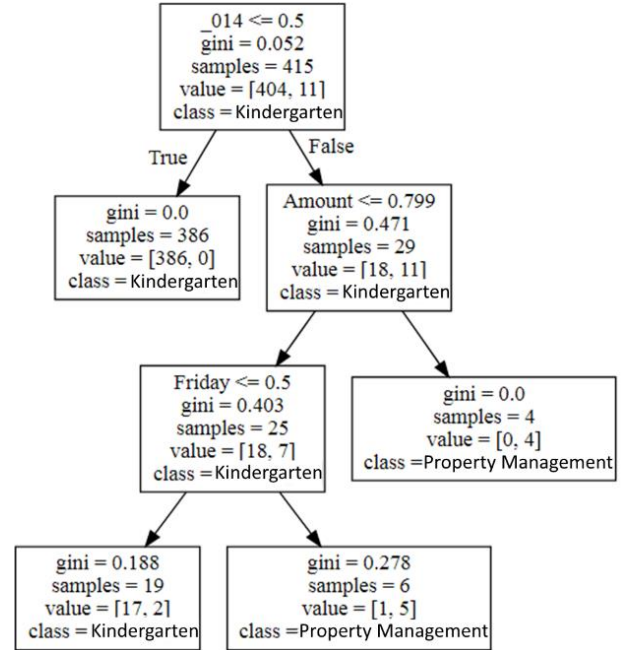 _014 <= 0.5
gini = 0.052
samples = 415
value = [404, 11]
class = Kindergarten
True
False
gini = 0.0
samples = 386
value = [386, 0]
class = Kindergarten
Amount <= 0.799
gini = 0.471
samples = 29
value = [18, 11]
class = Kindergarten
Friday <= 0.5
gini = 0.403
samples = 25
value = [18, 7]
class = Kindergarten
gini = 0.0
samples = 4
value = [0, 4]
class =Property Management
gini = 0.188
samples = 19
value = [17, 2]
class = Kindergarten
gini = 0.278
samples = 6
value = [1, 5]
class =Property Management